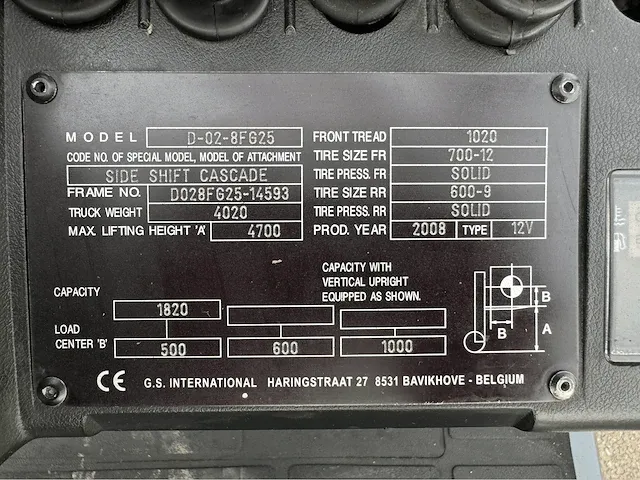 MODEL D-02-8FG25
CODE NO. OF SPECIAL MODEL, MODEL OF ATTACHMENT
SIDE SHIFT CASCADE
FRAME NO. D028FG25-14593
TRUCK WEIGHT 4020
MAX. LIFTING HEIGHT 'A' 4700
FRONT TREAD 1020
TIRE SIZE FR 700-12
TIRE PRESS. FR SOLID
TIRE SIZE RR 600-9
TIRE PRESS. RR SOLID
PROD. YEAR 2008 TYPE 12V
CAPACITY WITH
VERTICAL UPRIGHT
EQUIPPED AS SHOWN.
CAPACITY 1820
LOAD
CENTER 'B' 500 600 1000
B
B A
CE G.S. INTERNATIONAL HARINGSTRAAT 27 8531 BAVIKHOVE - BELGIUM